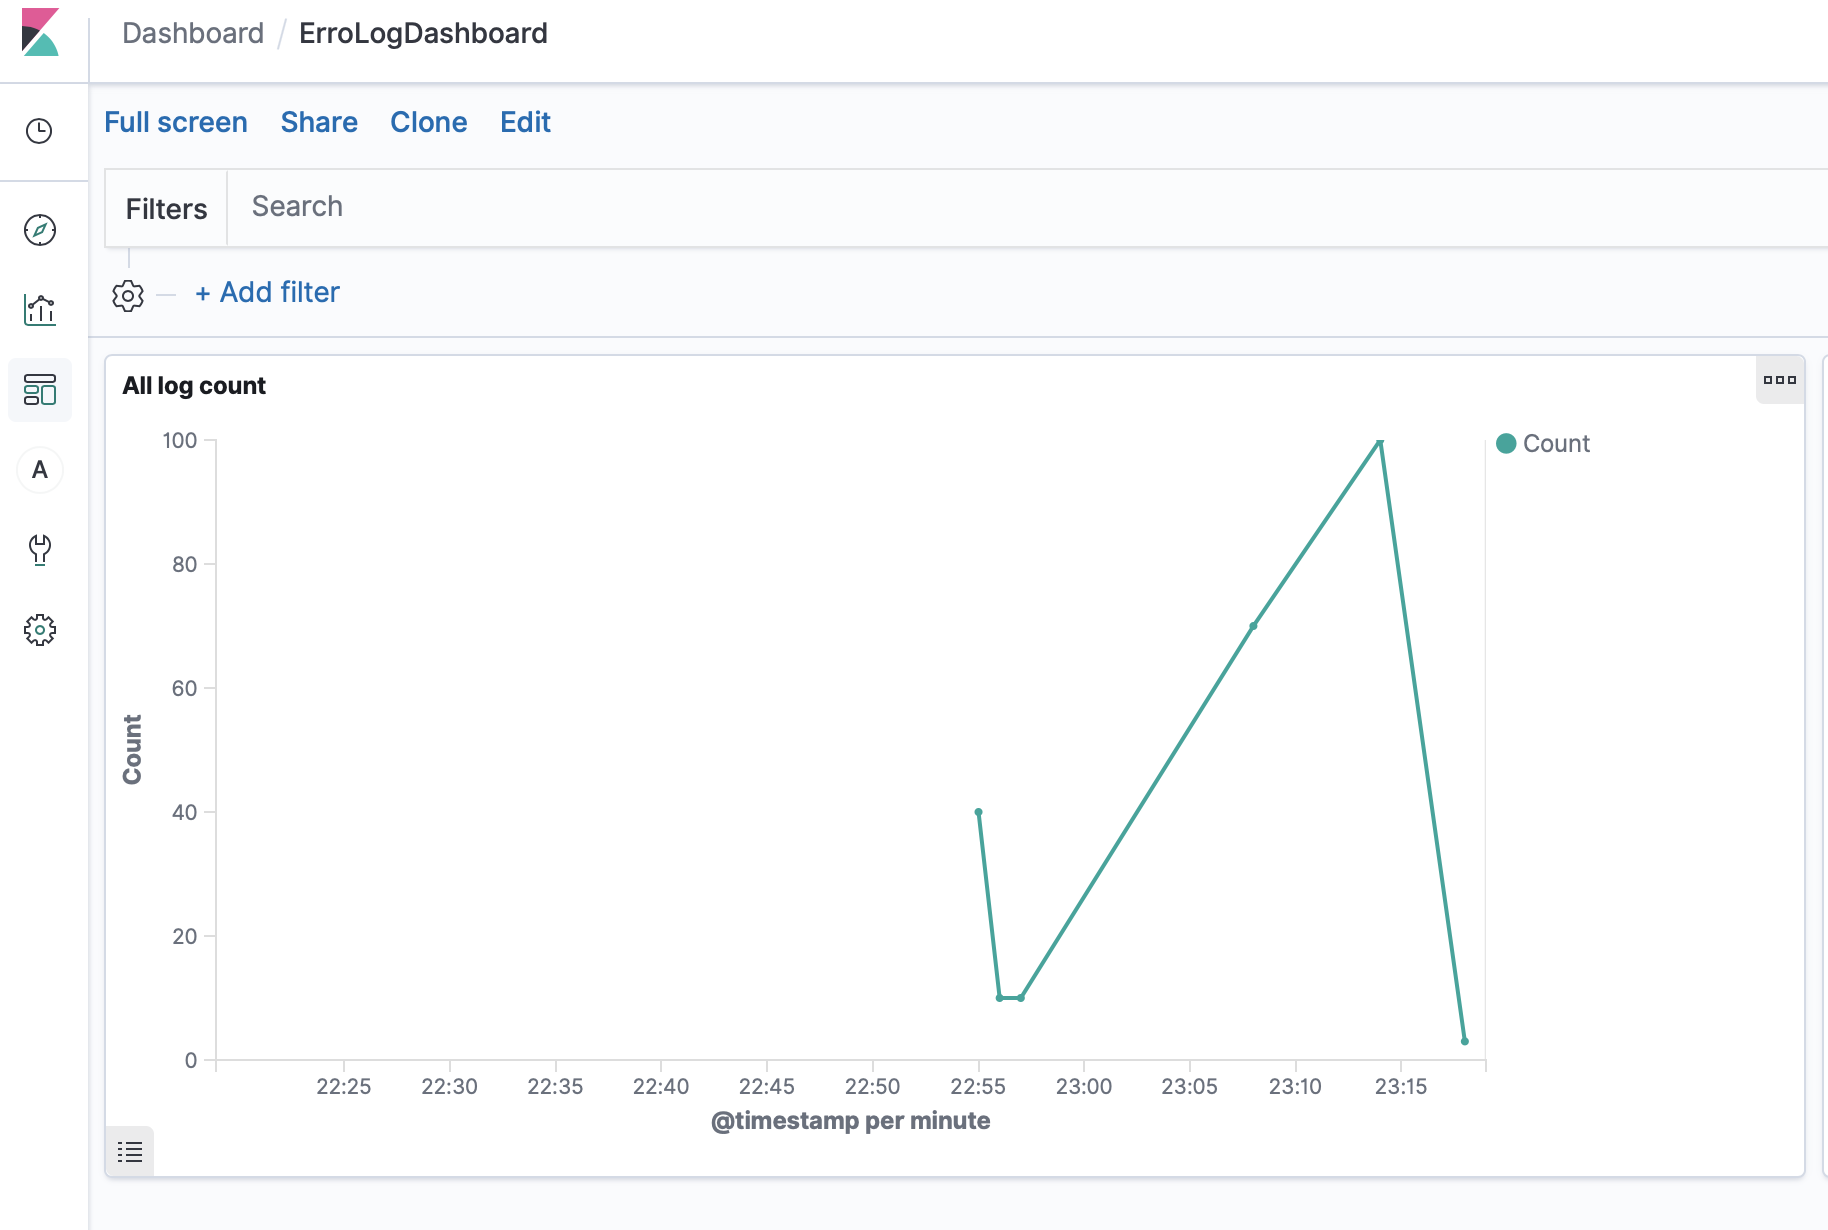 Dashboard / ErroLogDashboard
Full screen Share Clone Edit
Filters Search
+ Add filter
A
All log count
Count
100
80
60
40
20
0
Count
22:25 22:30 22:35 22:40 22:45 22:50 22:55 23:00 23:05 23:10 23:15
@timestamp per minute